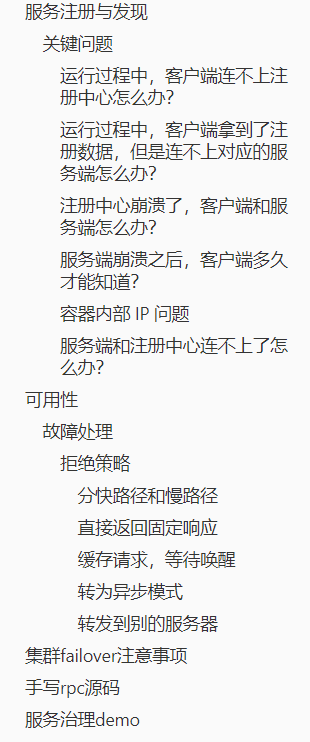 服务注册与发现
关键问题
运行过程中，客户端连不上注
册中心怎么办？
运行过程中，客户端拿到了注
册数据，但是连不上对应的服
务端怎么办？
注册中心崩溃了，客户端和服
务端怎么办？
服务端崩溃之后，客户端多久
才能知道？
容器内部 IP 问题
服务端和注册中心连不上了怎
么办？
可用性
故障处理
拒绝策略
分快路径和慢路径
直接返回固定响应
缓存请求，等待唤醒
转为异步模式
转发到别的服务器
集群failover注意事项
手写rpc源码
服务治理demo